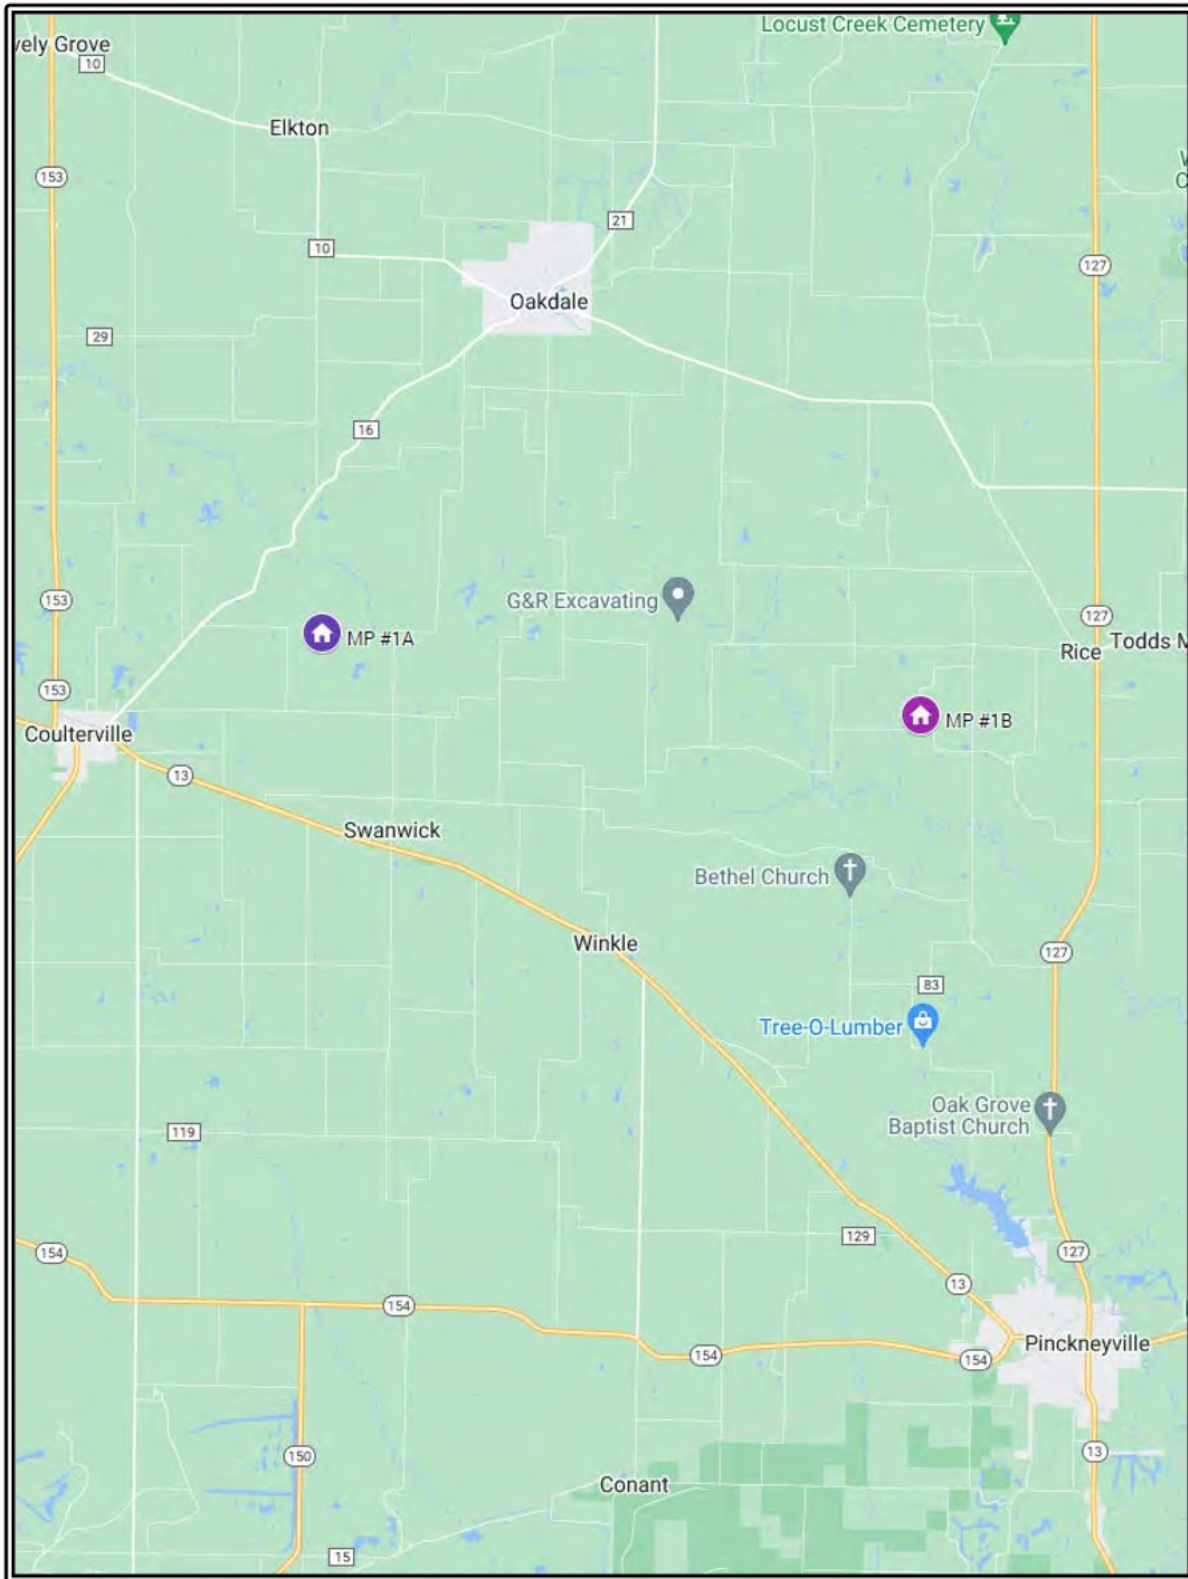 Locust Creek Cemetery
vely Grove
10
Elkton
153
21
10
127
Oakdale
29
16
153
G&R Excavating
127
MP #1A
Rice
Todds M
153
MP #1B
Coulterville
13
Swanwick
Bethel Church
Winkle
127
83
Tree-O-Lumber
Oak Grove
Baptist Church
119
129
154
127
13
154
Pinckneyville
154
154
13
150
Conant
15